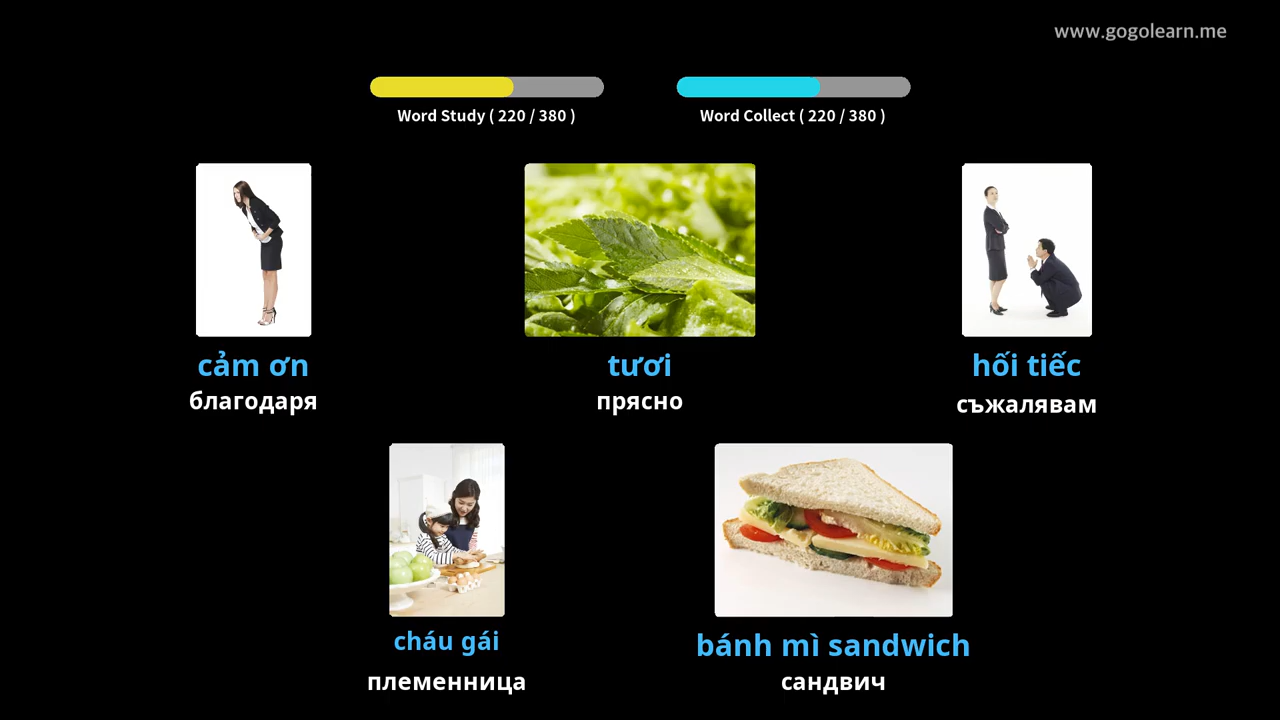 www.gogolearn.me
Word Study ( 220 / 380 )
Word Collect ( 220 / 380 )
cảm ơn
благодаря
tươi
прясно
hối tiếc
съжалявам
cháu gái
племенница
bánh mì sandwich
сандвич